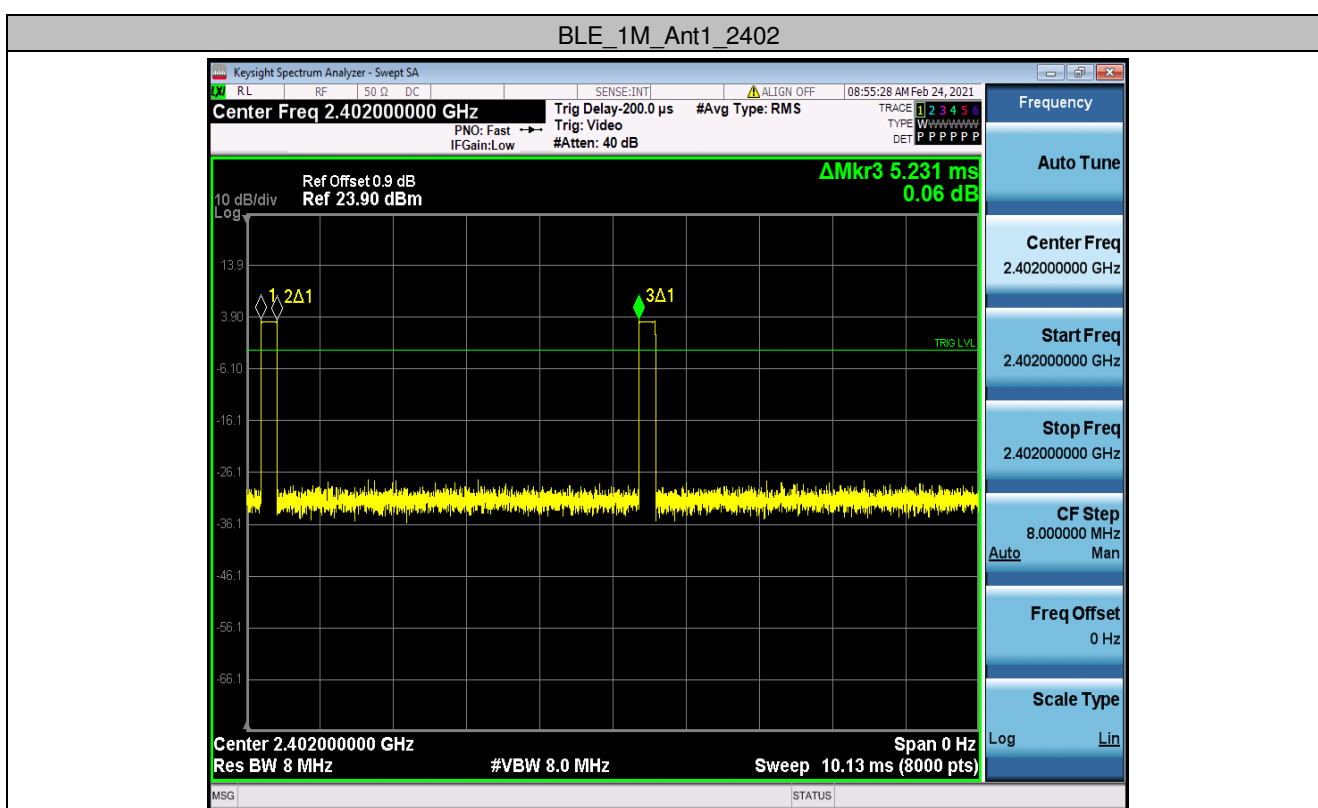 BLE_1M_Ant1_2402
Keysight Spectrum Analyzer - Swept SA
LXI RL RF 50 Ω DC SENSE:INT ALIGN OFF 08:55:28 AM Feb 24, 2021
Center Freq 2.402000000 GHz
PNO: Fast
IFGain:Low
Trig Delay-200.0 µs
Trig: Video
#Atten: 40 dB
#Avg Type: RMS
TRACE 1 2 3 4 5 6
TYPE WWWWWW
DET P P P P P P
ΔMkr3 5.231 ms
0.06 dB
Ref Offset 0.9 dB
10 dB/div Ref 23.90 dBm
Log
13.9
3.90
-6.10
-16.1
-26.1
-36.1
-46.1
-56.1
-66.1
1
2Δ1
3Δ1
TRIG LVL
Center 2.402000000 GHz Span 0 Hz
Res BW 8 MHz #VBW 8.0 MHz Sweep 10.13 ms (8000 pts)
MSG STATUS
Frequency
Auto Tune
Center Freq
2.402000000 GHz
Start Freq
2.402000000 GHz
Stop Freq
2.402000000 GHz
CF Step
8.000000 MHz
Auto Man
Freq Offset
0 Hz
Scale Type
Log Lin